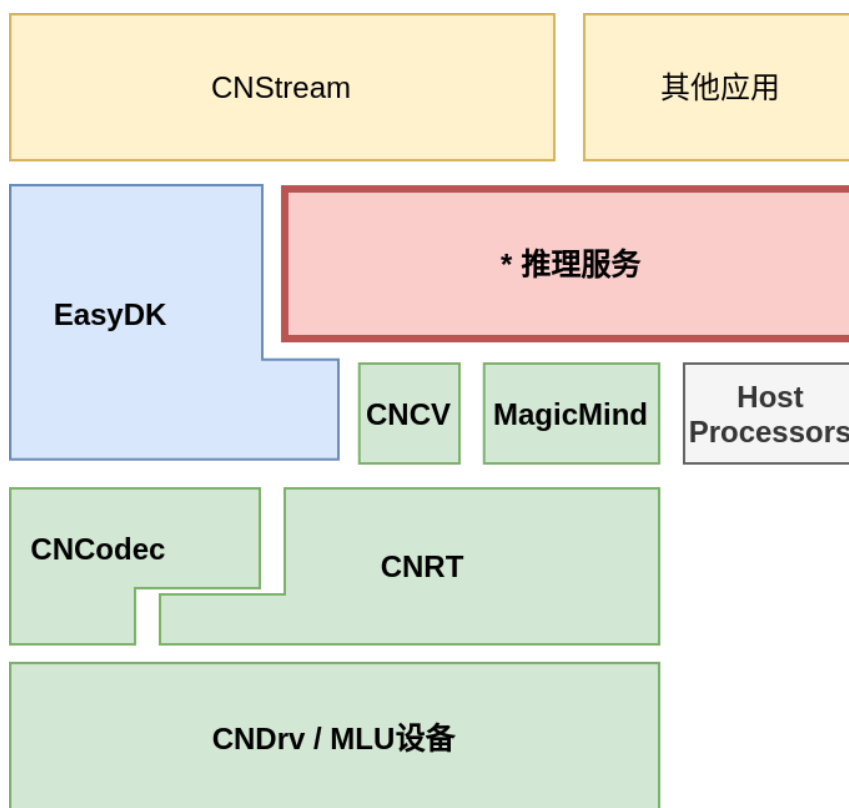 CNStream
其他应用
* 推理服务
EasyDK
CNCV
MagicMind
Host
Processors
CNCodec
CNRT
CNDrv / MLU设备